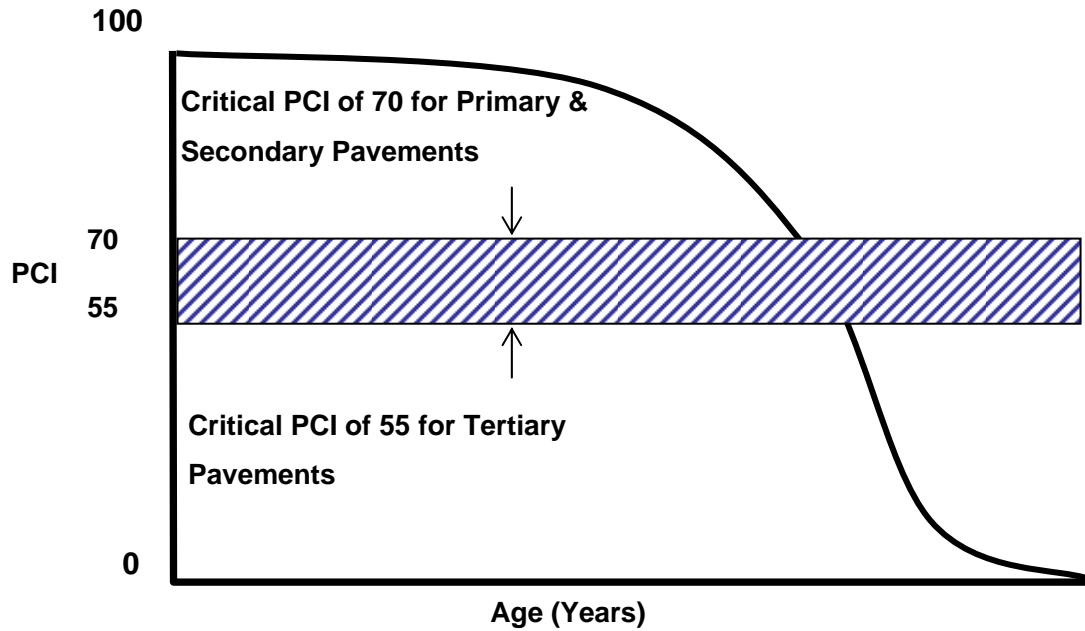 100
Critical PCI of 70 for Primary &
Secondary Pavements
70
PCI
55
Critical PCI of 55 for Tertiary
Pavements
0
Age (Years)